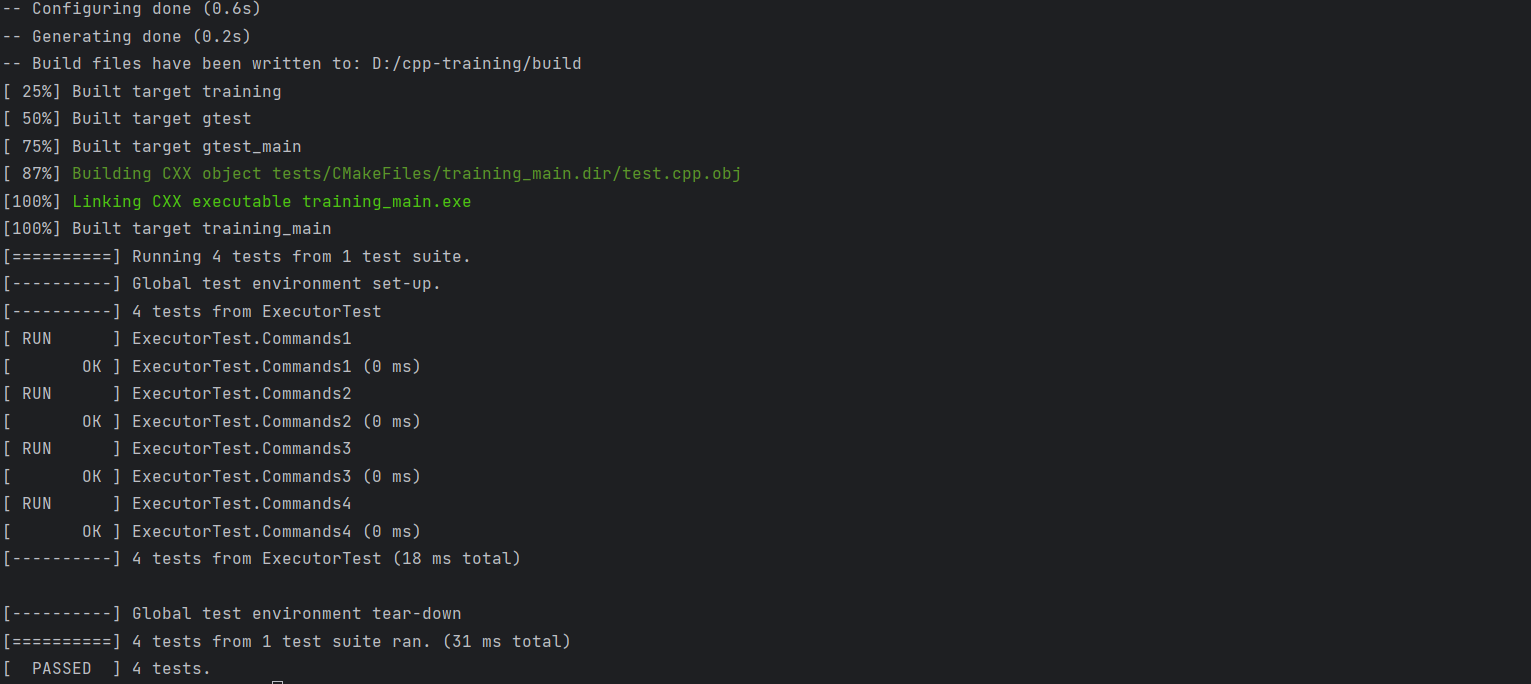 -- Configuring done (0.6s)
-- Generating done (0.2s)
-- Build files have been written to: D:/cpp-training/build
[ 25%] Built target training
[ 50%] Built target gtest
[ 75%] Built target gtest_main
[ 87%] Building CXX object tests/CMakeFiles/training_main.dir/test.cpp.obj
[100%] Linking CXX executable training_main.exe
[100%] Built target training_main
[==========] Running 4 tests from 1 test suite.
[----------] Global test environment set-up.
[----------] 4 tests from ExecutorTest
[ RUN      ] ExecutorTest.Commands1
[       OK ] ExecutorTest.Commands1 (0 ms)
[ RUN      ] ExecutorTest.Commands2
[       OK ] ExecutorTest.Commands2 (0 ms)
[ RUN      ] ExecutorTest.Commands3
[       OK ] ExecutorTest.Commands3 (0 ms)
[ RUN      ] ExecutorTest.Commands4
[       OK ] ExecutorTest.Commands4 (0 ms)
[----------] 4 tests from ExecutorTest (18 ms total)
[----------] Global test environment tear-down
[==========] 4 tests from 1 test suite ran. (31 ms total)
[  PASSED  ] 4 tests.